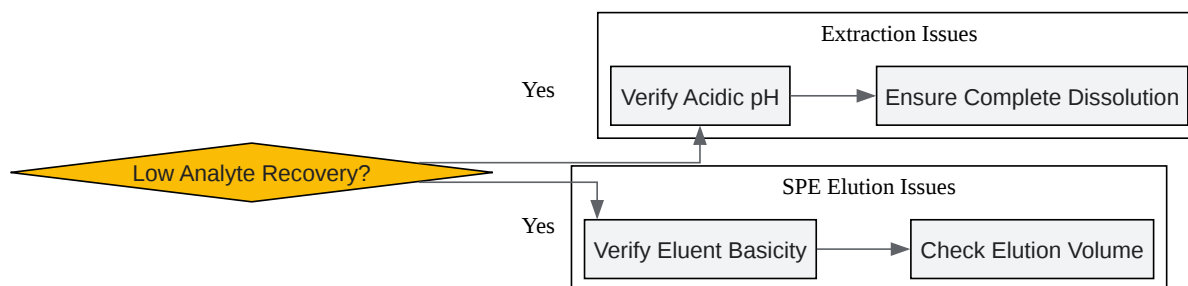 Extraction Issues
Yes
Verify Acidic pH
Ensure Complete Dissolution
Low Analyte Recovery?
SPE Elution Issues
Yes
Verify Eluent Basicity
Check Elution Volume